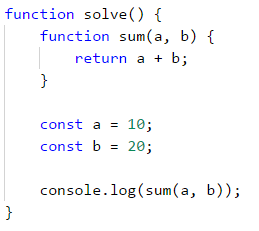 function solve() {
    function sum(a, b) {
        return a + b;
    }

    const a = 10;
    const b = 20;

    console.log(sum(a, b));
}